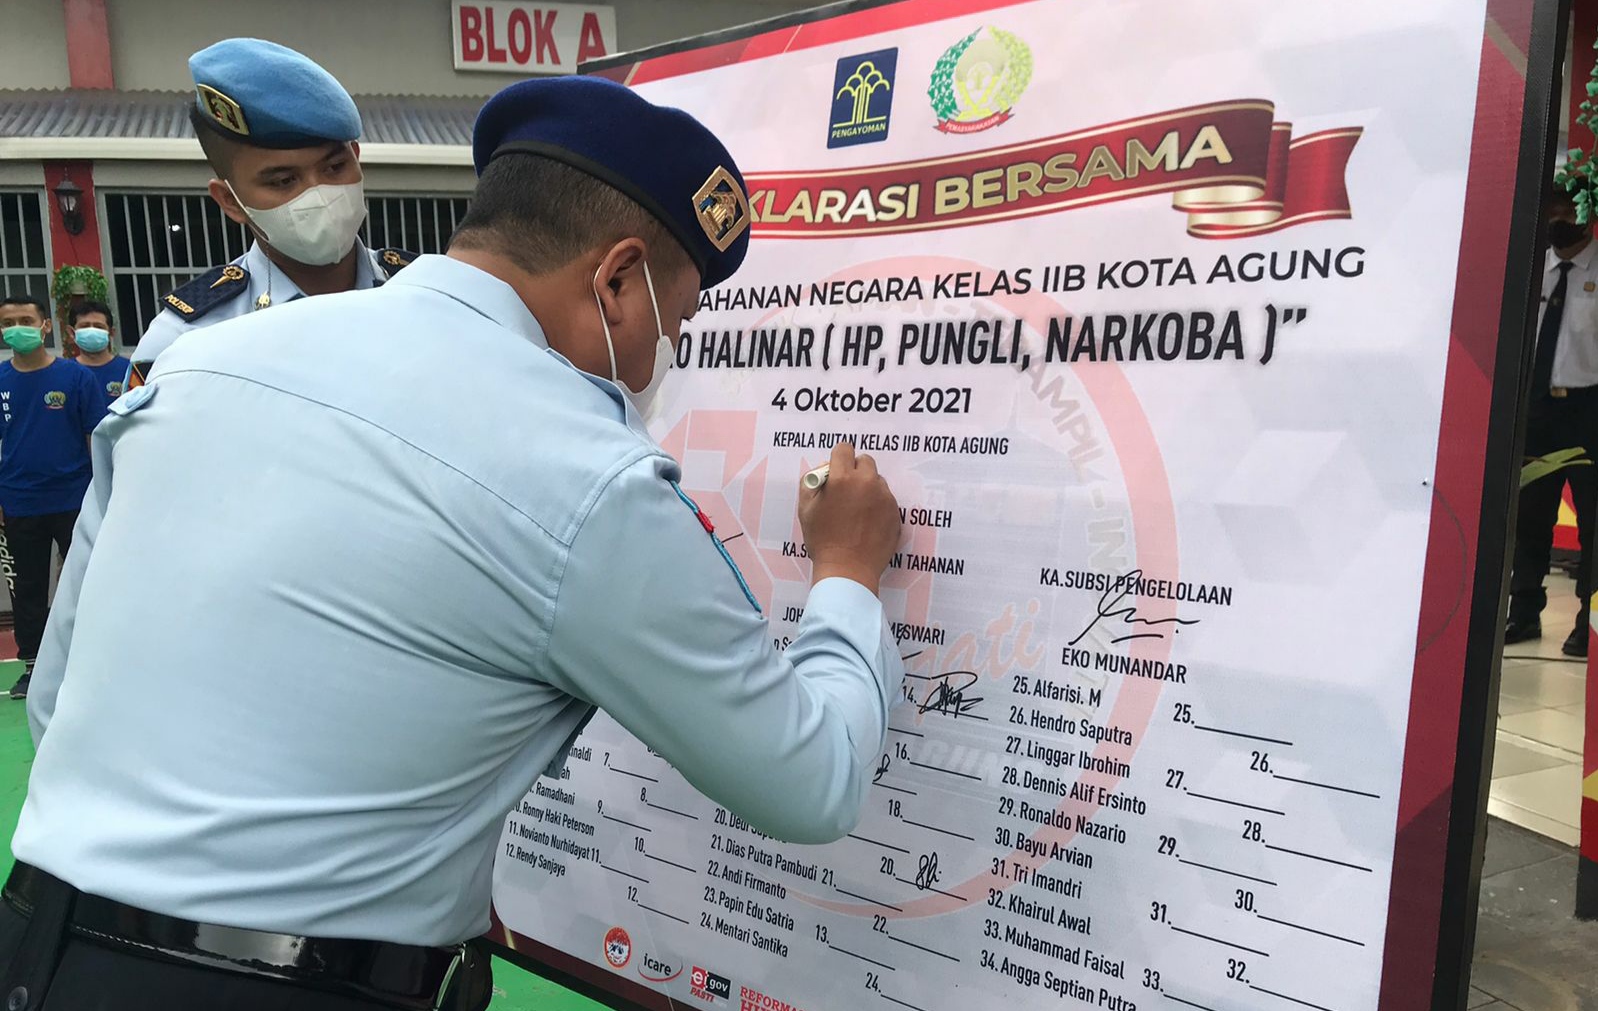 BLOK A
PENGAYOMAN
PEMASYARAKATAN
KLARASI BERSAMA
TAHANAN NEGARA KELAS IIB KOTA AGUNG
HALINAR ( HP, PUNGLI, NARKOBA )”
4 Oktober 2021
KEPALA RUTAN KELAS IIB KOTA AGUNG
SOLEH
TAHANAN
KA.SUBSI PENGELOLAAN
EKO MUNANDAR
7.
8.
Ramadhani
9.
Ronny Haki Peterson
10.
11. Novianto Nurhidayat 11.
12. Rendy Sanjaya
12.
14.
16.
18.
20.
21. Dias Putra Pambudi 21.
22. Andi Firmanto
22.
23. Papin Edu Satria
13.
24. Mentari Santika
24.
25. Alfarisi. M
25.
26. Hendro Saputra
26.
27. Linggar Ibrohim
27.
28. Dennis Alif Ersinto
28.
29. Ronaldo Nazario
29.
30. Bayu Arvian
30.
31. Tri Imandri
31.
32. Khairul Awal
32.
33. Muhammad Faisal
33.
34. Angga Septian Putra
icare
gov
PASTI
WBP